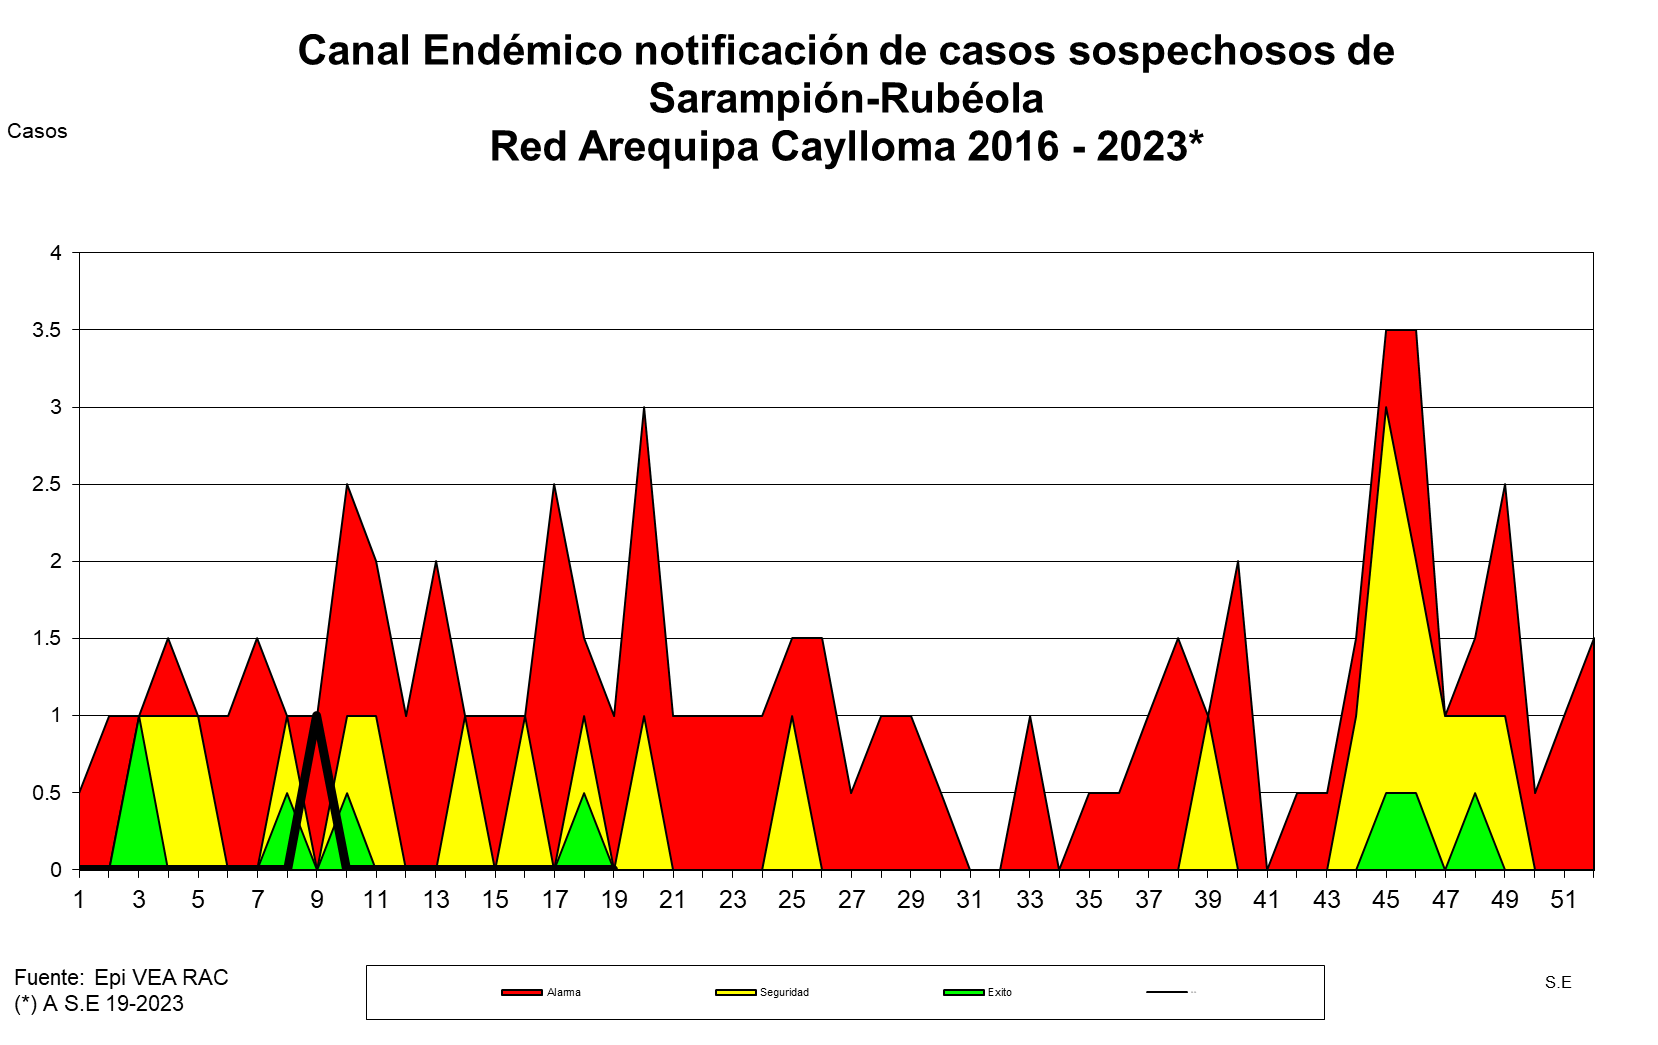 Canal Endémico notificación de casos sospechosos de
Sarampión-Rubéola
Red Arequipa Caylloma 2016 - 2023*
Casos
4
3.5
3
2.5
2
1.5
1
0.5
0
1 3 5 7 9 11 13 15 17 19 21 23 25 27 29 31 33 35 37 39 41 43 45 47 49 51
Fuente: Epi VEA RAC
(*) A S.E 19-2023
Alarma Seguridad Exito
S.E